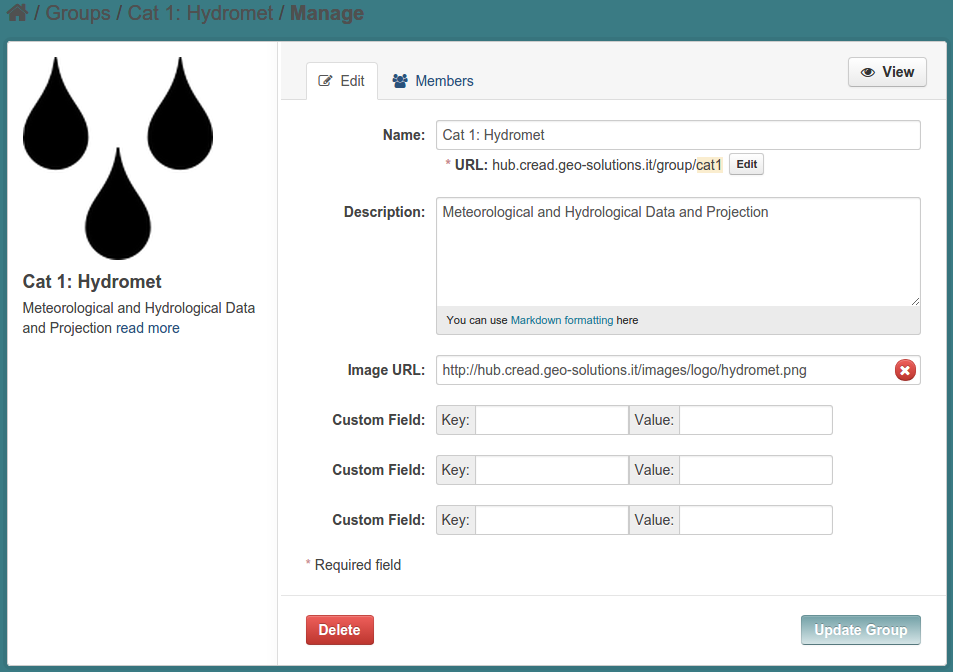 / Groups / Cat 1: Hydromet / Manage
Cat 1: Hydromet
Meteorological and Hydrological Data
and Projection read more
Edit
Members
View
Name: Cat 1: Hydromet
* URL: hub.cread.geo-solutions.it/group/cat1 Edit
Description: Meteorological and Hydrological Data and Projection
You can use Markdown formatting here
Image URL: http://hub.cread.geo-solutions.it/images/logo/hydromet.png
Custom Field: Key: Value:
Custom Field: Key: Value:
Custom Field: Key: Value:
* Required field
Delete
Update Group